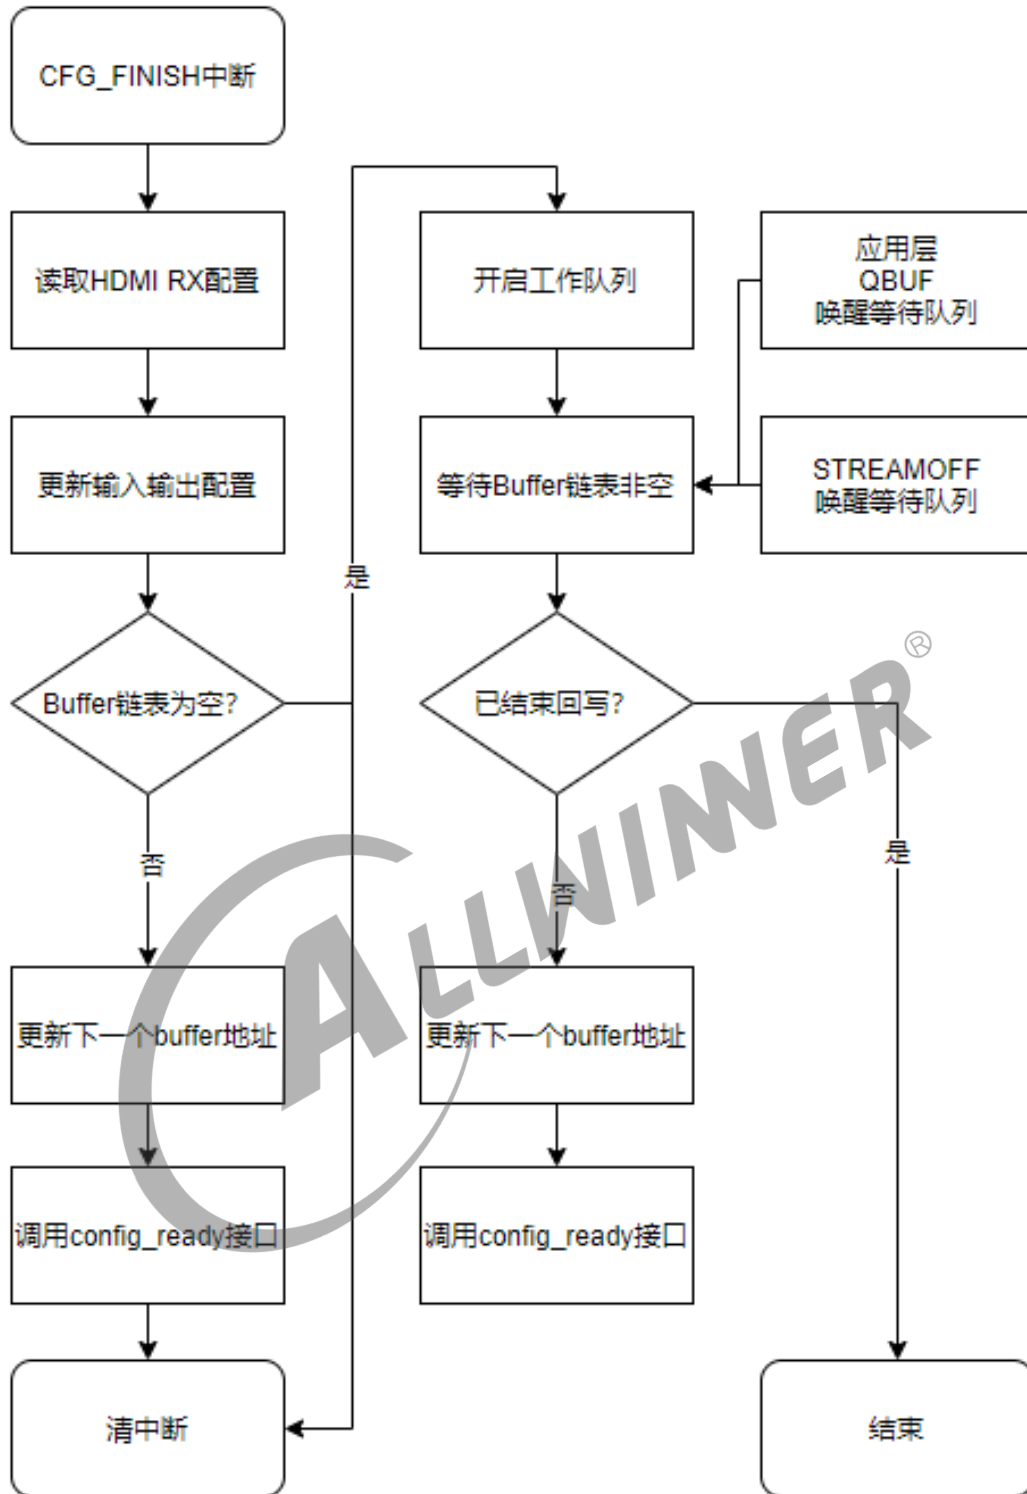 CFG_FINISH中断
读取HDMI RX配置
更新输入输出配置
Buffer链表为空?
是
否
更新下一个buffer地址
调用config_ready接口
清中断
开启工作队列
等待Buffer链表非空
已结束回写?
否
更新下一个buffer地址
调用config_ready接口
应用层
QBUF
唤醒等待队列
STREAMOFF
唤醒等待队列
是
结束
ALLWINNER®